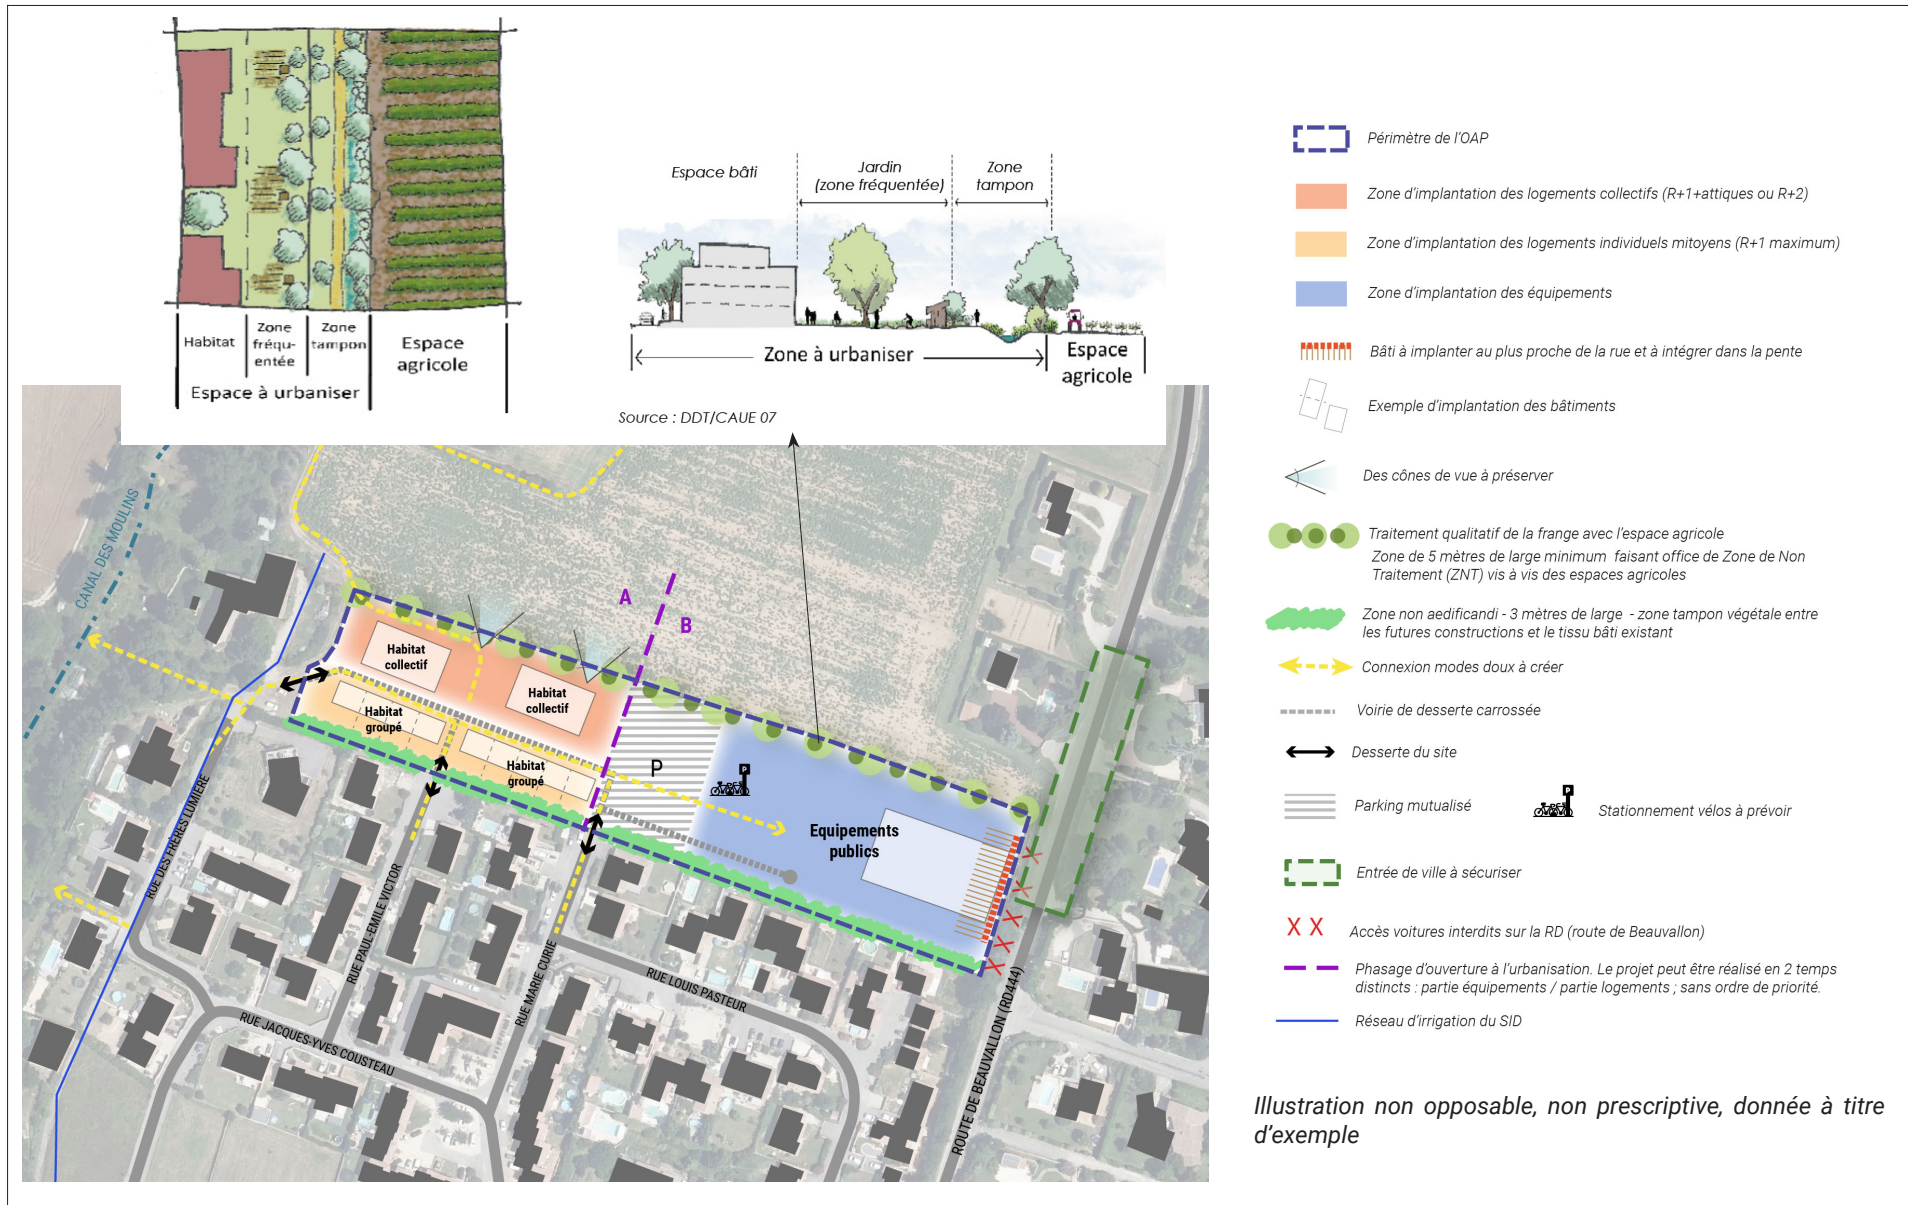 Habitat
Zone
fréqu-
entée
Zone
tampon
Espace
agricole
Espace à urbaniser
Espace bâti
Jardin
(zone fréquentée)
Zone
tampon
Zone à urbaniser
Espace
agricole
Source : DDT/CAUE 07
CANAL DES MOULINS
A
B
Habitat
collectif
Habitat
collectif
Habitat
groupé
Habitat
groupé
P
P
Equipements
publics
RUE DES FRÈRES LUMIÈRE
RUE PAUL-EMILE VICTOR
RUE MARIE CURIE
RUE LOUIS PASTEUR
RUE JACQUES-YVES COUSTEAU
ROUTE DE BEAUVALLON (RD444)
Périmètre de l'OAP
Zone d'implantation des logements collectifs (R+1+attiques ou R+2)
Zone d'implantation des logements individuels mitoyens (R+1 maximum)
Zone d'implantation des équipements
Bâti à implanter au plus proche de la rue et à intégrer dans la pente
Exemple d'implantation des bâtiments
Des cônes de vue à préserver
Traitement qualitatif de la frange avec l'espace agricole
Zone de 5 mètres de large minimum faisant office de Zone de Non
Traitement (ZNT) vis à vis des espaces agricoles
Zone non aedificandi - 3 mètres de large - zone tampon végétale entre
les futures constructions et le tissu bâti existant
Connexion modes doux à créer
Voirie de desserte carrossée
Desserte du site
Parking mutualisé
P
Stationnement vélos à prévoir
Entrée de ville à sécuriser
X X Accès voitures interdits sur la RD (route de Beauvallon)
Phasage d'ouverture à l'urbanisation. Le projet peut être réalisé en 2 temps
distincts : partie équipements / partie logements ; sans ordre de priorité.
Réseau d'irrigation du SID
Illustration non opposable, non prescriptive, donnée à titre
d'exemple